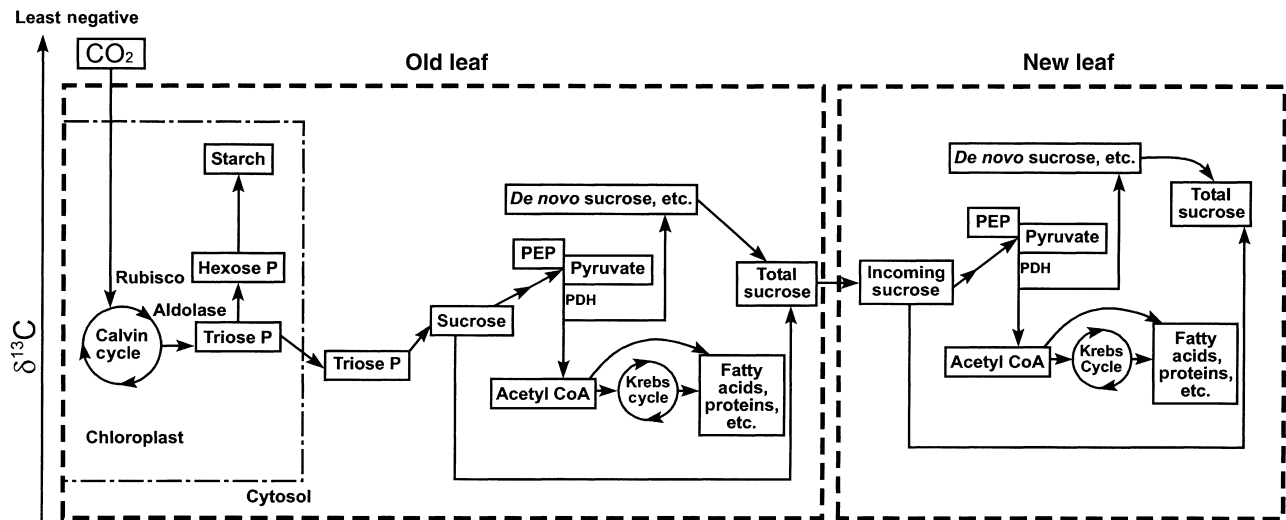 Least negative
CO₂
Old leaf
New leaf
δ¹³C
Starch
Hexose P
Rubisco
Aldolase
Calvin
cycle
Triose P
Chloroplast
Cytosol
Triose P
Sucrose
De novo sucrose, etc.
PEP
Pyruvate
PDH
Acetyl CoA
Krebs
cycle
Fatty
acids,
proteins,
etc.
Total
sucrose
Incoming
sucrose
De novo sucrose, etc.
PEP
Pyruvate
PDH
Acetyl CoA
Krebs
Cycle
Fatty
acids,
proteins,
etc.
Total
sucrose